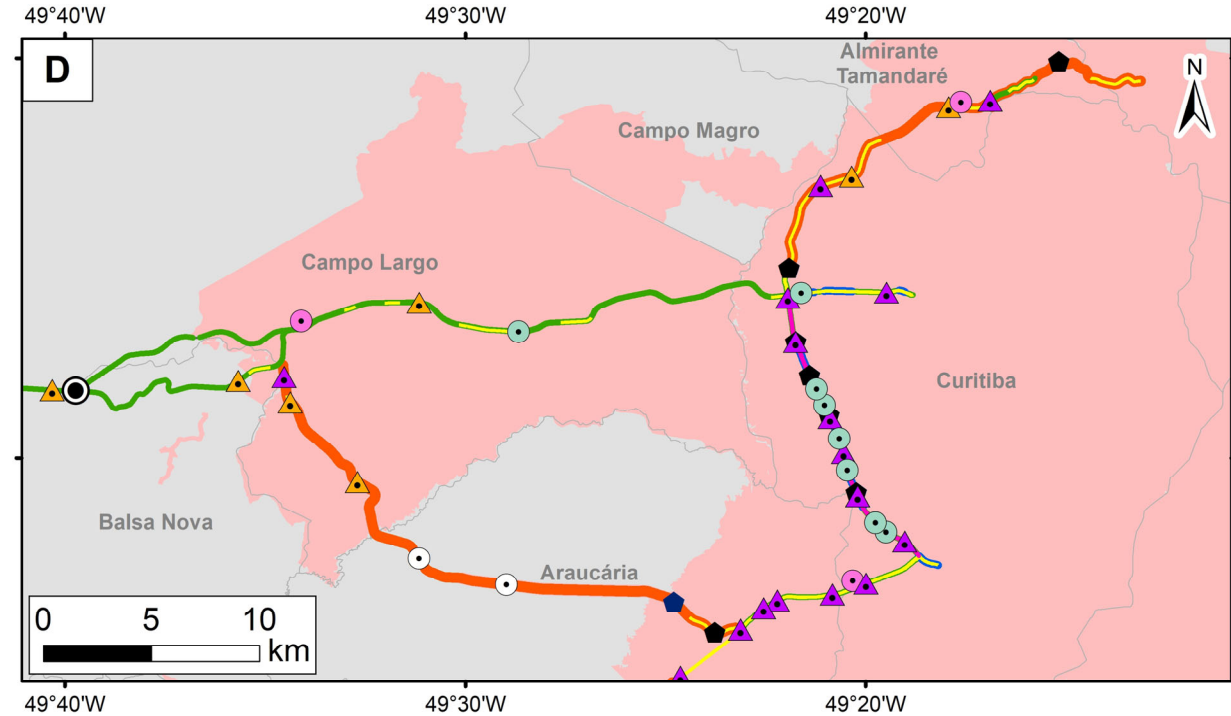 49°40'W 49°30'W 49°20'W
D
Almirante
Tamandaré
N
Campo Magro
Campo Largo
Curitiba
Balsa Nova
Araucária
0 5 10
km
49°40'W 49°30'W 49°20'W